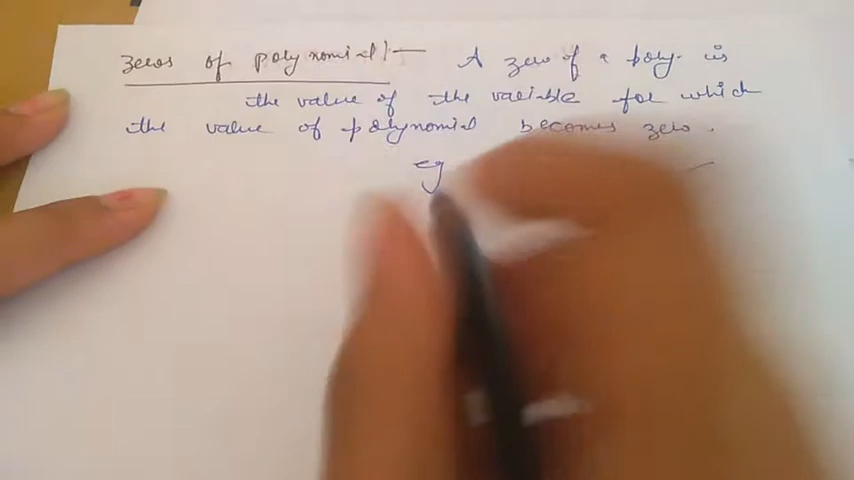 zeros of polynomial :— A zero of a poly. is
the value of the variable for which
the value of polynomial becomes zero.
eg